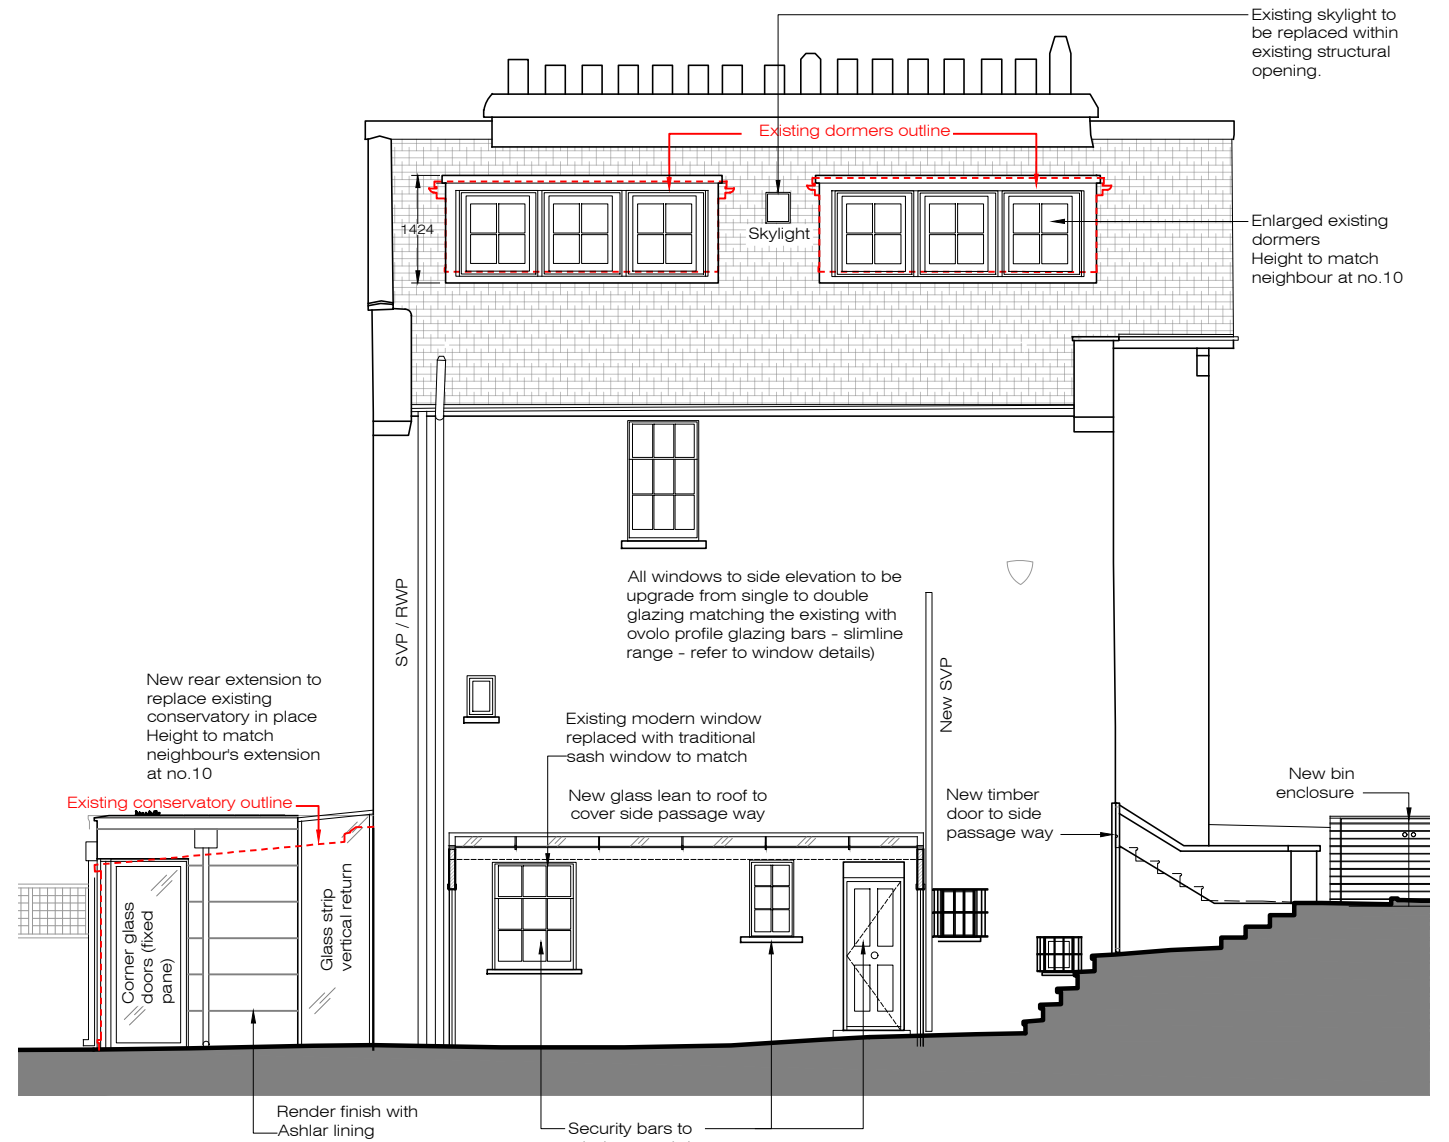 Existing skylight to
be replaced within
existing structural
opening.
Existing dormers outline
1424
Skylight
Enlarged existing
dormers
Height to match
neighbour at no.10
SVP / RWP
All windows to side elevation to be
upgrade from single to double
glazing matching the existing with
ovolo profile glazing bars - slimline
range - refer to window details)
New SVP
New rear extension to
replace existing
conservatory in place
Height to match
neighbour's extension
at no.10
Existing conservatory outline
Existing modern window
replaced with traditional
sash window to match
New glass lean to roof to
cover side passage way
New timber
door to side
passage way
New bin
enclosure
Corner glass
doors (fixed
pane)
Glass strip
vertical return
Render finish with
Ashlar lining
Security bars to